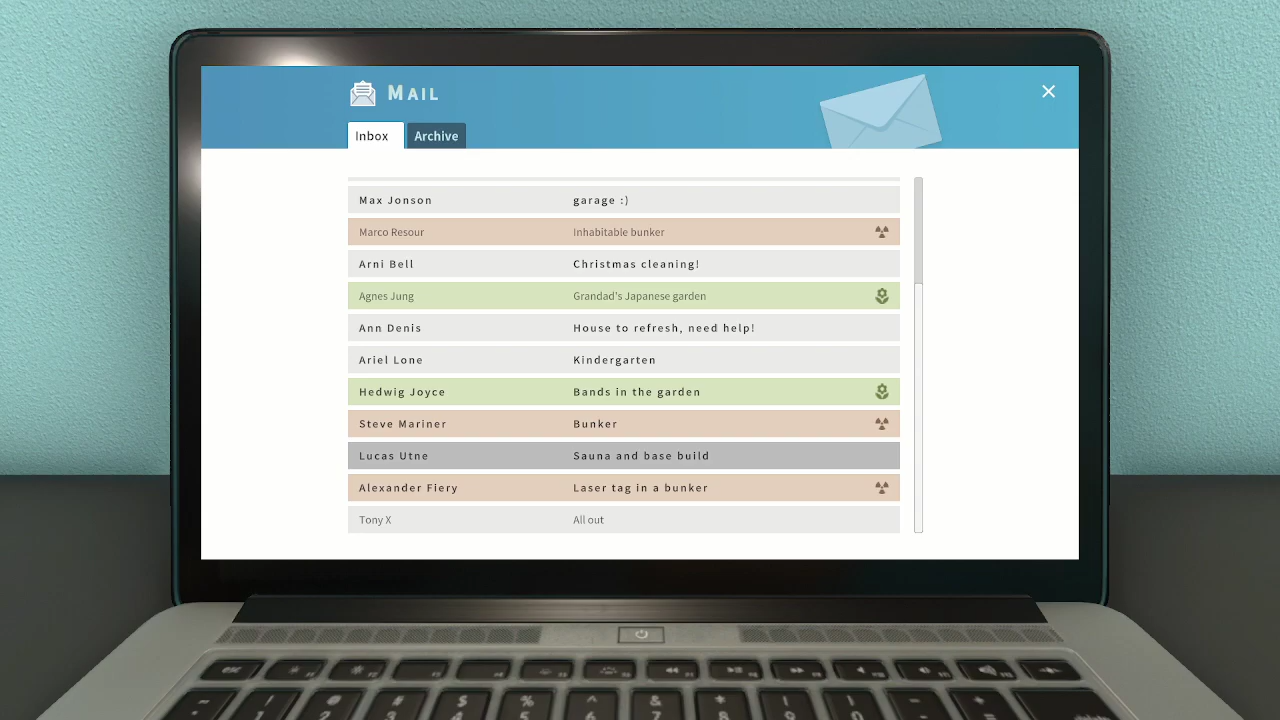 Mail
Inbox Archive
Max Jonson garage :)
Marco Resour Inhabitable bunker
Arni Bell Christmas cleaning!
Agnes Jung Grandad's Japanese garden
Ann Denis House to refresh, need help!
Ariel Lone Kindergarten
Hedwig Joyce Bands in the garden
Steve Mariner Bunker
Lucas Utne Sauna and base build
Alexander Fiery Laser tag in a bunker
Tony X All out
esc